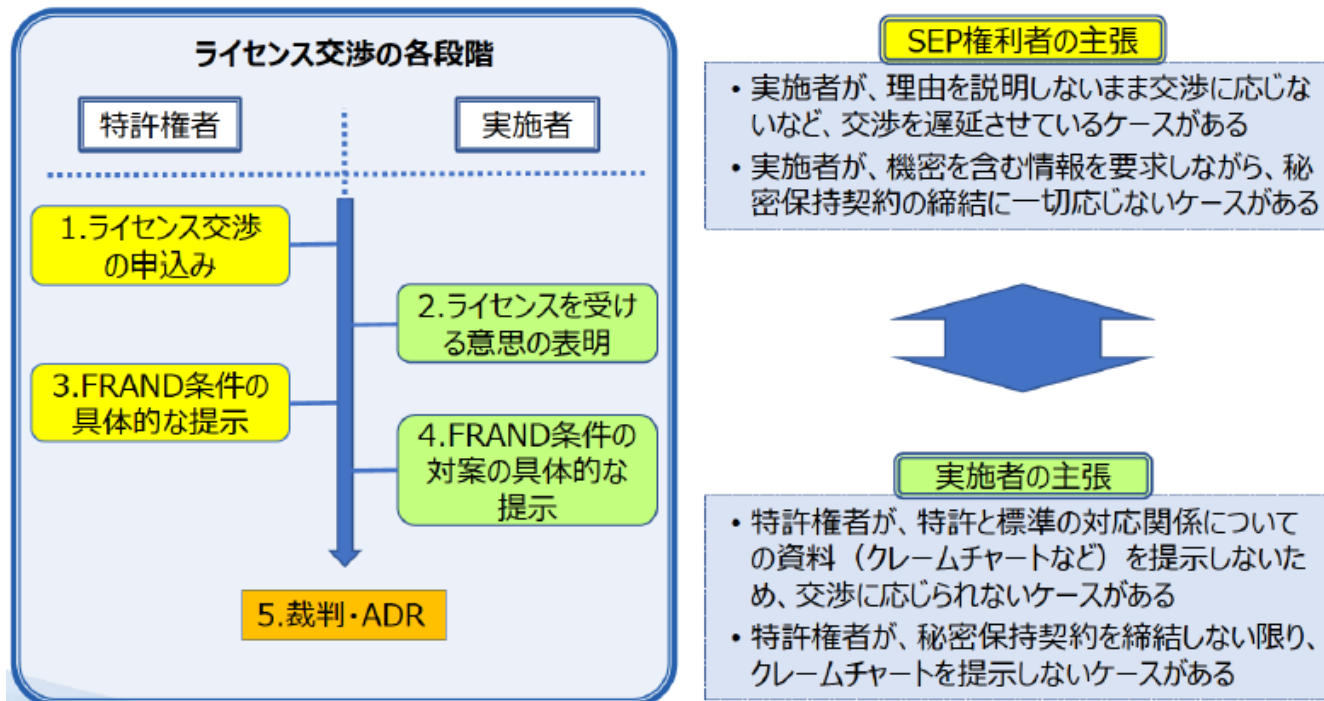 ライセンス交渉の各段階
特許権者
実施者
1.ライセンス交渉
の申込み
2.ライセンスを受け
る意思の表明
3.FRAND条件の
具体的な提示
4.FRAND条件の
対案の具体的な
提示
5.裁判・ADR
SEP権利者の主張
・実施者が、理由を説明しないまま交渉に応じな
いなど、交渉を遅延させているケースがある
・実施者が、機密を含む情報を要求しながら、秘
密保持契約の締結に一切応じないケースがある
実施者の主張
・特許権者が、特許と標準の対応関係について
の資料（クレームチャートなど）を提示しないた
め、交渉に応じられないケースがある
・特許権者が、秘密保持契約を締結しない限り、
クレームチャートを提示しないケースがある